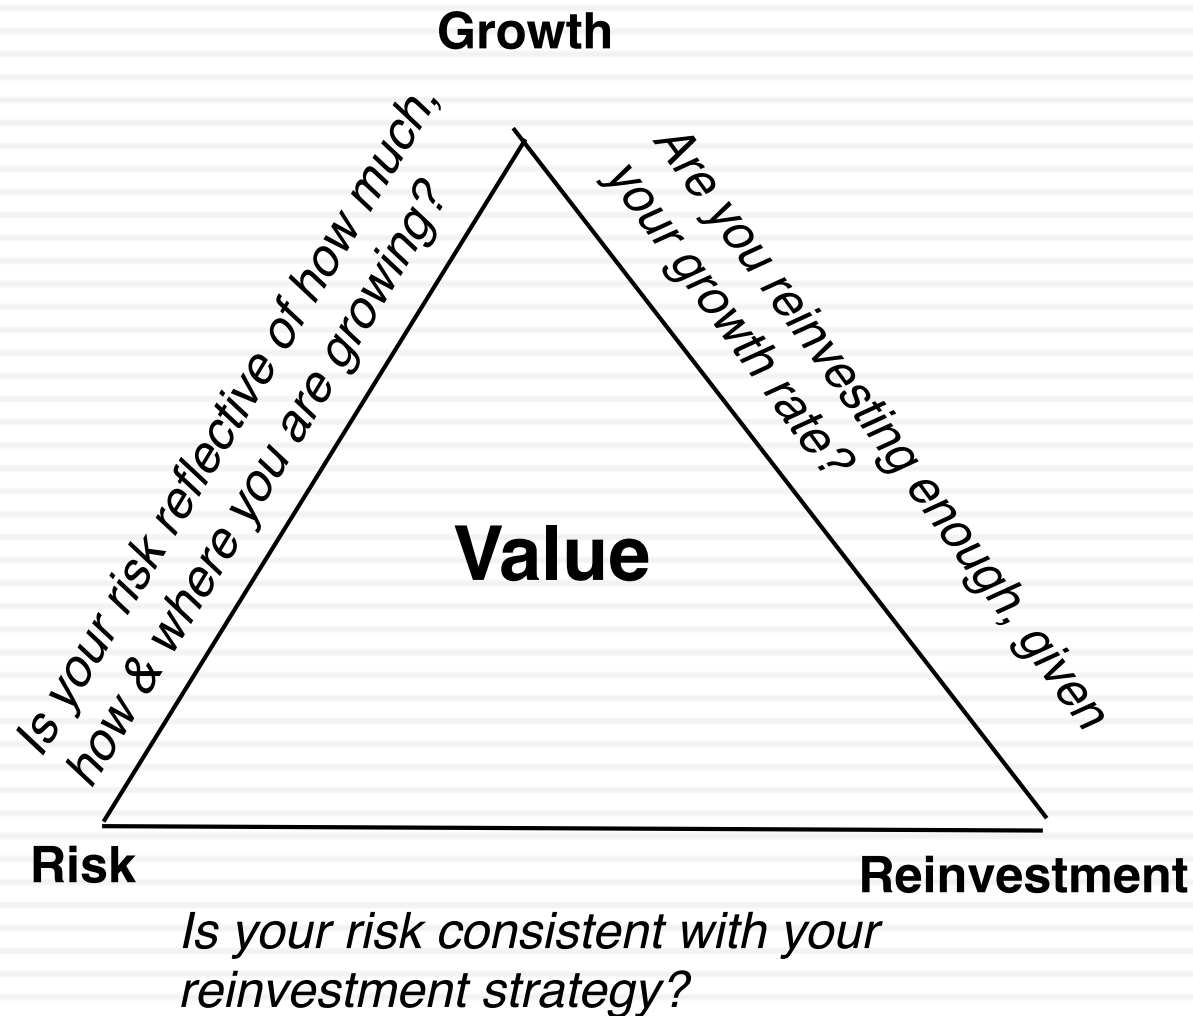 Growth
Is your risk reflective of how much,
how & where you are growing?
Are you reinvesting enough, given
your growth rate?
Value
Risk
Reinvestment
Is your risk consistent with your
reinvestment strategy?